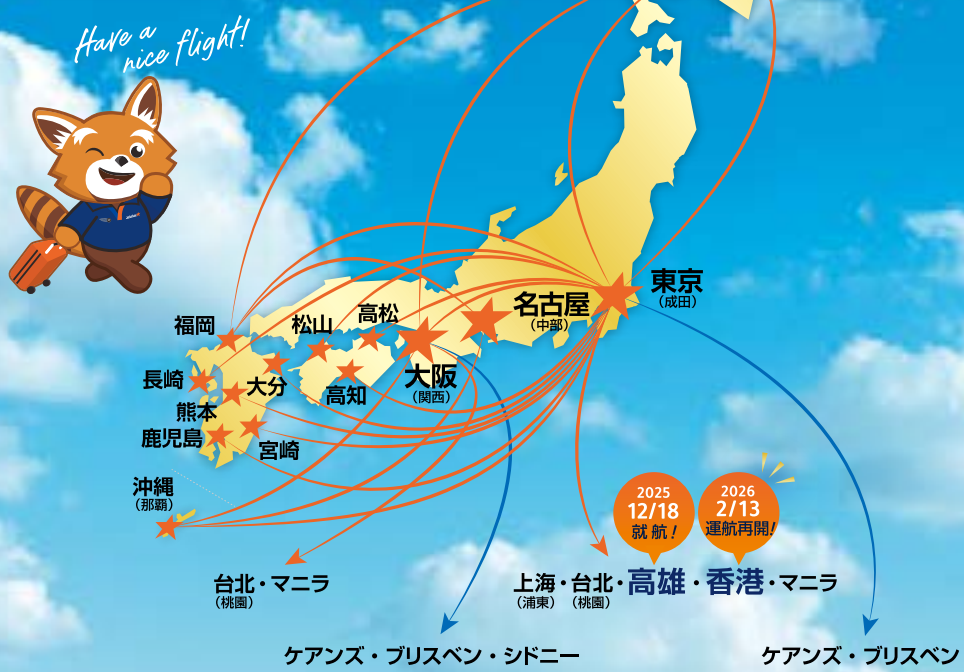 Have a
nice flight!
東京
(成田)
名古屋
(中部)
福岡
松山
高松
長崎
大分
高知
大阪
(関西)
熊本
鹿児島
宮崎
沖縄
(那覇)
2025
12/18
就航!
2026
2/13
運航再開!
台北・マニラ
(桃園)
上海・台北・高雄・香港・マニラ
(浦東) (桃園)
ケアンズ・ブリスベン・シドニー
ケアンズ・ブリスベン